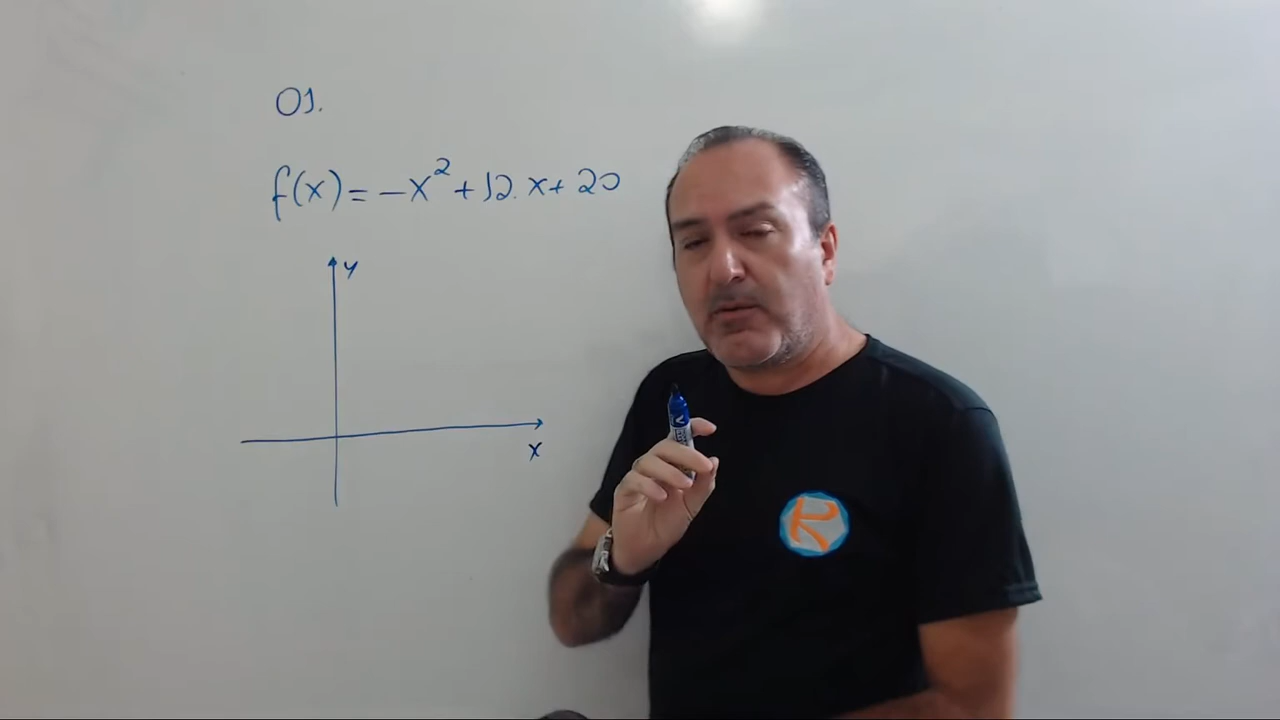 01.
f(x) = -x² + 12.x + 20
y
x
R